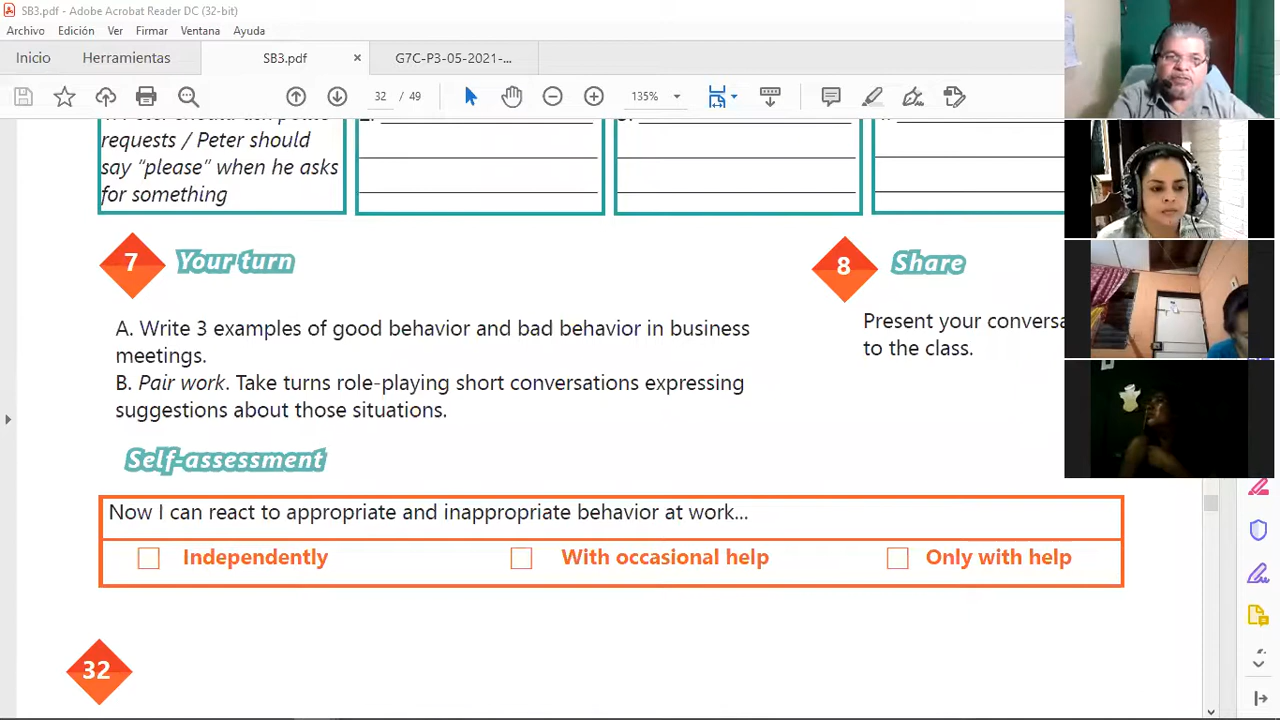 SB3.pdf - Adobe Acrobat Reader DC (32-bit)
Archivo Edición Ver Firmar Ventana Ayuda
Inicio Herramientas SB3.pdf × G7C-P3-05-2021-...
32 / 49 135%
requests / Peter should
say “please” when he asks
for something
7 Your turn
A. Write 3 examples of good behavior and bad behavior in business
meetings.
B. Pair work. Take turns role-playing short conversations expressing
suggestions about those situations.
8 Share
Present your conversa
to the class.
Self-assessment
Now I can react to appropriate and inappropriate behavior at work...
Independently With occasional help Only with help
32